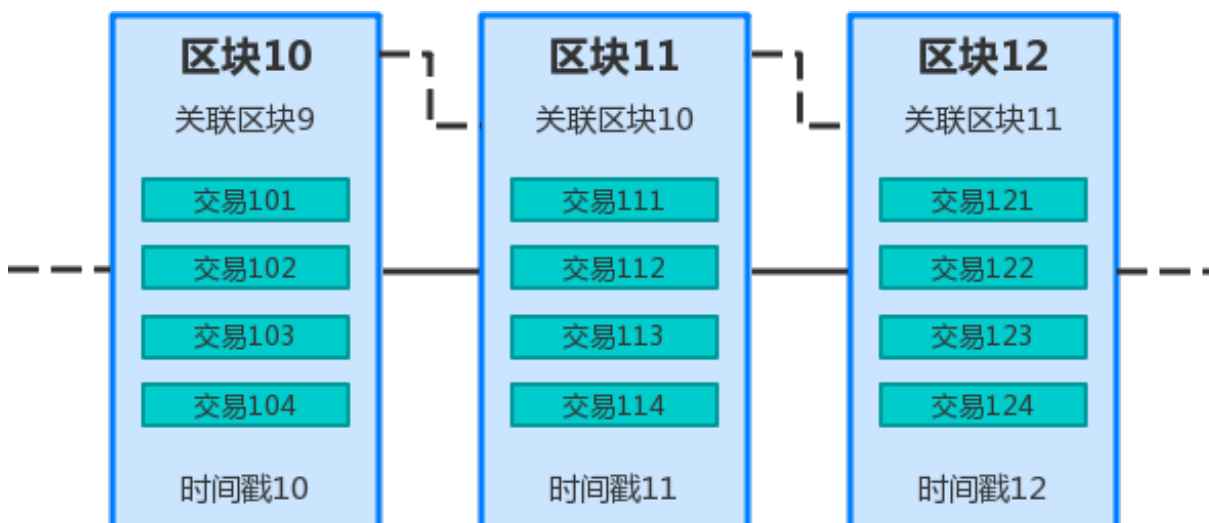 区块10
关联区块9
交易101
交易102
交易103
交易104
时间戳10
区块11
关联区块10
交易111
交易112
交易113
交易114
时间戳11
区块12
关联区块11
交易121
交易122
交易123
交易124
时间戳12